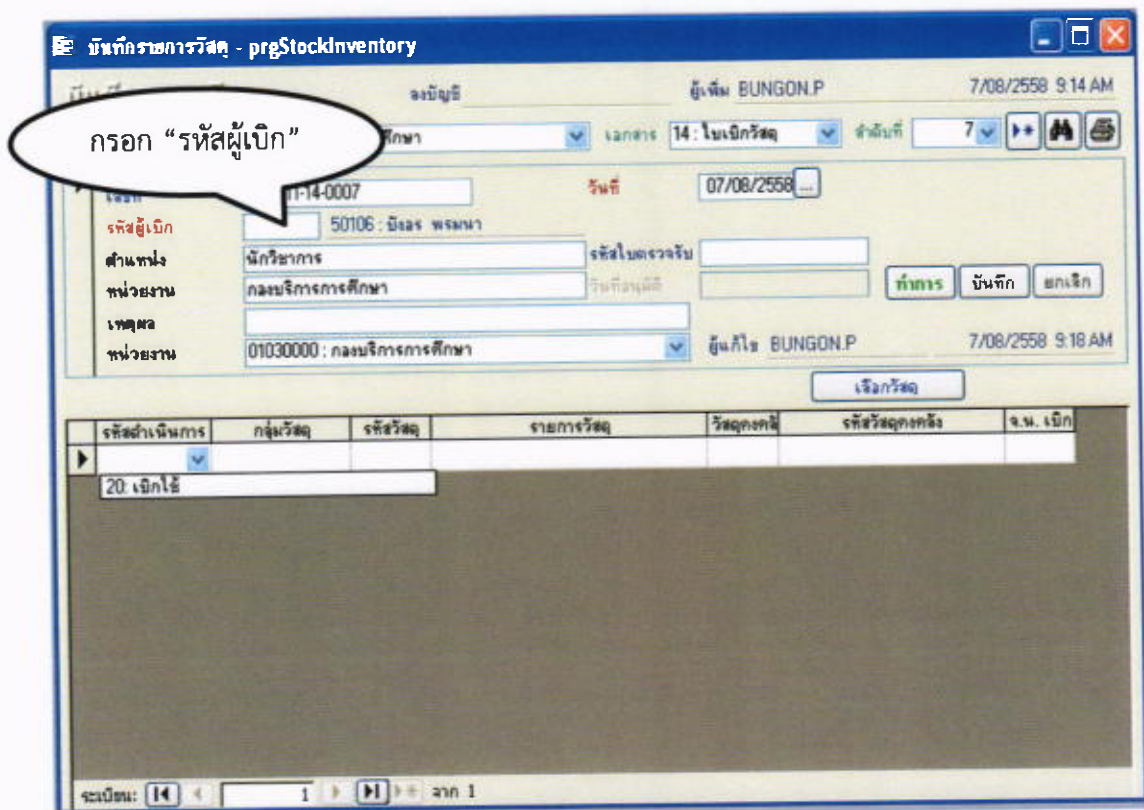 บันทึกรายการวัสดุ - prgStockInventory
ลงบัญชี ผู้เพิ่ม BUNGON.P 7/08/2558 9:14 AM
กรอก “รหัสผู้เบิก”
ศึกษา เอกสาร 14 : ใบเบิกวัสดุ ลำดับที่ 7
เลขที่ 11-14-0007 วันที่ 07/08/2558 ...
รหัสผู้เบิก 50106 : บังอร พรมนา
ตำแหน่ง นักวิชาการ รหัสใบตรวจรับ
หน่วยงาน กองบริการการศึกษา วันที่อนุมัติ ทำการ บันทึก ยกเลิก
เหตุผล
หน่วยงาน 01030000 : กองบริการการศึกษา ผู้แก้ไข BUNGON.P 7/08/2558 9:18 AM
เลือกวัสดุ
รหัสดำเนินการ กลุ่มวัสดุ รหัสวัสดุ รายการวัสดุ วัสดุคงคลั รหัสวัสดุคงคลัง จ.น. เบิก
20: เบิกใช้
ระเบียน: 1 จาก 1